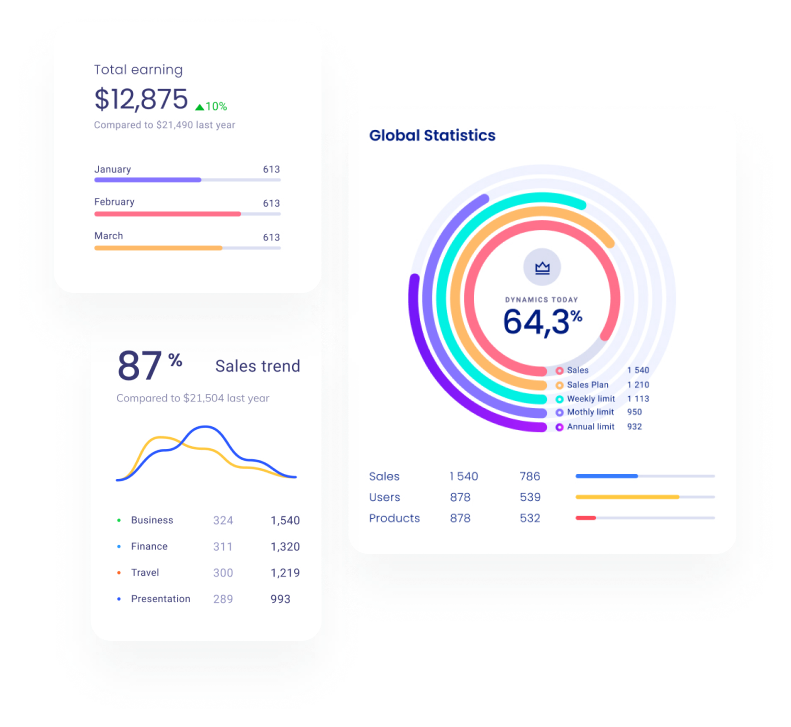 Total earning
$12,875 10%
Compared to $21,490 last year
January 613
February 613
March 613
87 % Sales trend
Compared to $21,504 last year
Business 324 1,540
Finance 311 1,320
Travel 300 1,219
Presentation 289 993
Global Statistics
DYNAMICS TODAY
64,3%
Sales 1 540
Sales Plan 1 210
Weekly limit 1 113
Mothly limit 950
Annual limit 932
Sales 1 540 786
Users 878 539
Products 878 532